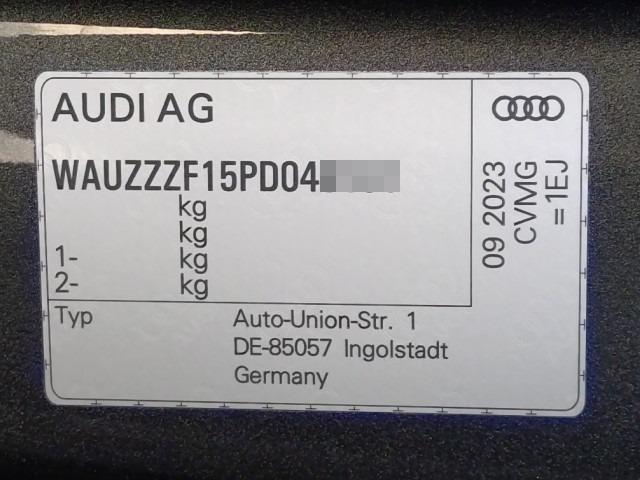 AUDI AG
WAUZZZF15PD04
kg
kg
1- kg
2- kg
Typ
Auto-Union-Str. 1
DE-85057 Ingolstadt
Germany
09 2023
CVMG
=1EJ